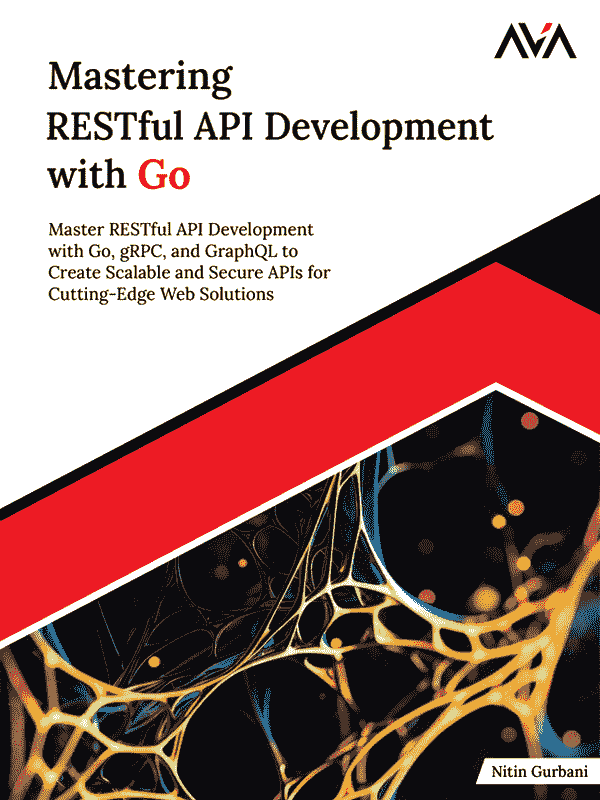 AVA
Mastering
RESTful API Development
with Go
Master RESTful API Development
with Go, gRPC, and GraphQL to
Create Scalable and Secure APIs for
Cutting-Edge Web Solutions
Nitin Gurbani